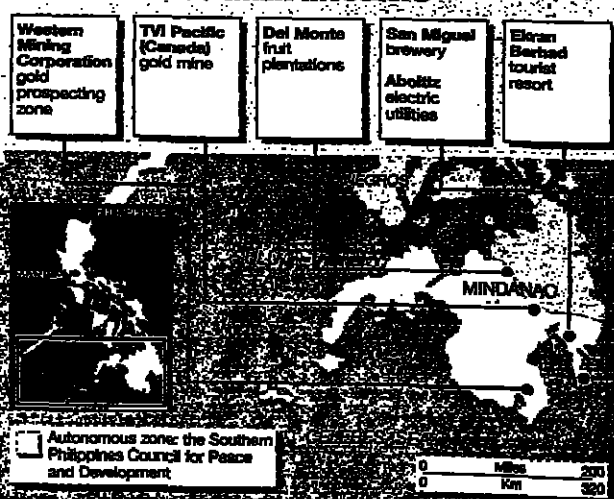 Western
Mining
Corporation
gold
prospecting
zone
TVI Pacific
(Canada)
gold mine
Del Monte
fruit
plantations
San Miguel
brewery
Aboitiz
electric
utilities
Ekran
Berhad
tourist
resort
PHILIPPINES
MANILA
MINDANAO
Autonomous zone: the Southern
Philippines Council for Peace
and Development
0 Miles 200
0 Km 320